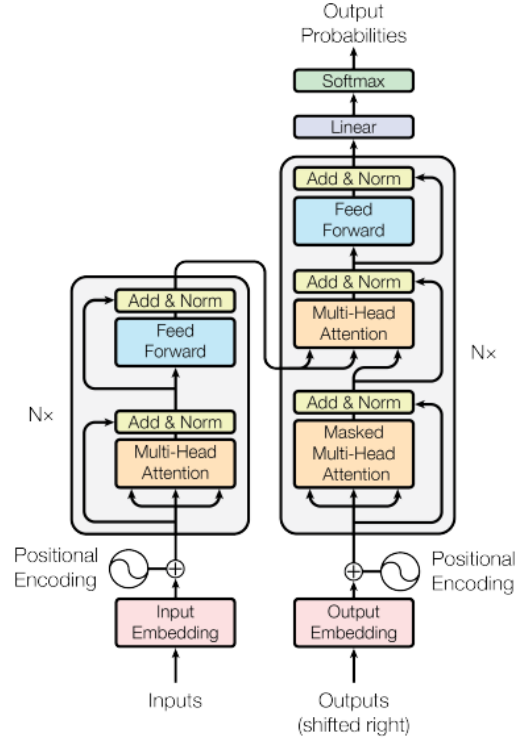 Output
Probabilities
Softmax
Linear
Add & Norm
Feed
Forward
Add & Norm
Multi-Head
Attention
Add & Norm
Masked
Multi-Head
Attention
Nx
Add & Norm
Feed
Forward
Add & Norm
Multi-Head
Attention
Nx
Positional
Encoding
Positional
Encoding
Input
Embedding
Output
Embedding
Inputs
Outputs
(shifted right)